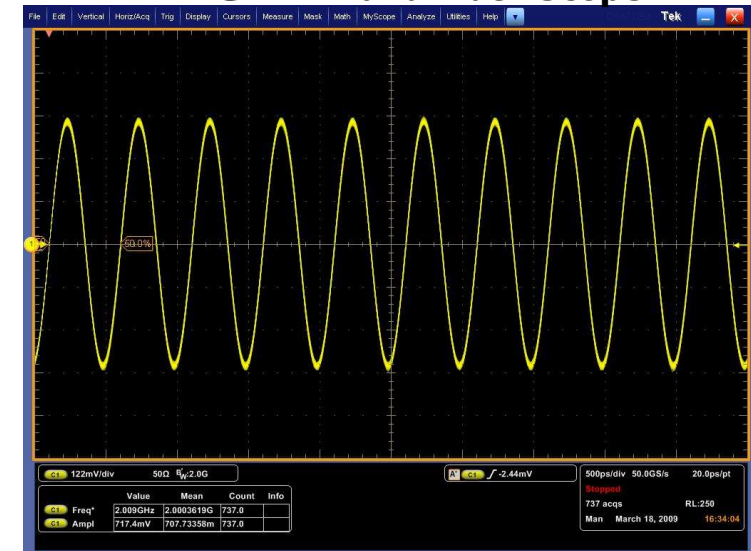 File Edit Vertical Horiz/Acq Trig Display Cursors Measure Mask Math MyScope Analyze Utilities Help Tek X
1
50.0%
C1 122mV/div 50Ω BW:2.0G
A' C1 -2.44mV
500ps/div 50.0GS/s 20.0ps/pt
Stopped
737 acqs RL:250
Man March 18, 2009 16:34:04
Value Mean Count Info
C1 Freq* 2.009GHz 2.0003619G 737.0
C1 Ampl 717.4mV 707.73358m 737.0